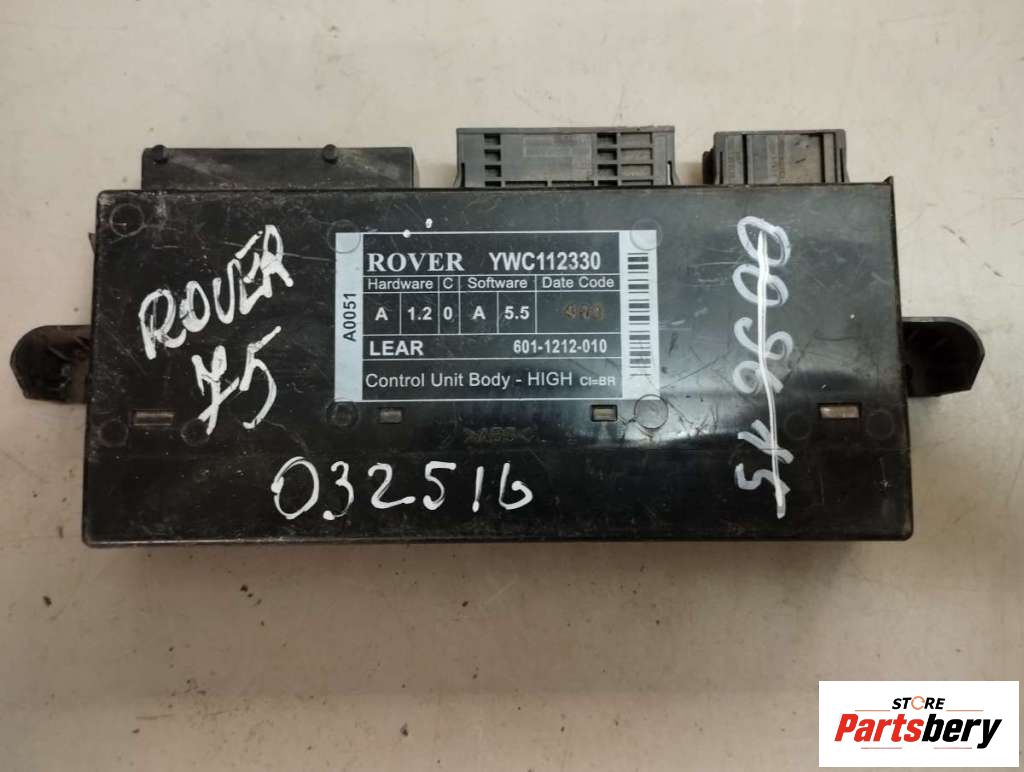 ROVER YWC112330
Hardware C Software Date Code
A 1.2 0 A 5.5
LEAR 601-1212-010
Control Unit Body - HIGH CI=BR
A0051
ROVER
75
032516
STORE
Partsbery